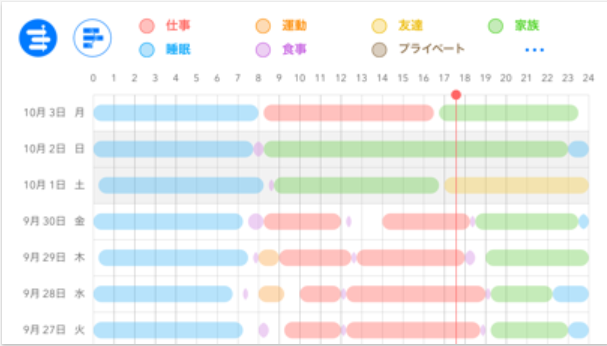 仕事 運動 友達 家族
睡眠 食事 プライベート
0 1 2 3 4 5 6 7 8 9 10 11 12 13 14 15 16 17 18 19 20 21 22 23 24
10月 3日 月
10月 2日 日
10月 1日 土
9月 30日 金
9月 29日 木
9月 28日 水
9月 27日 火